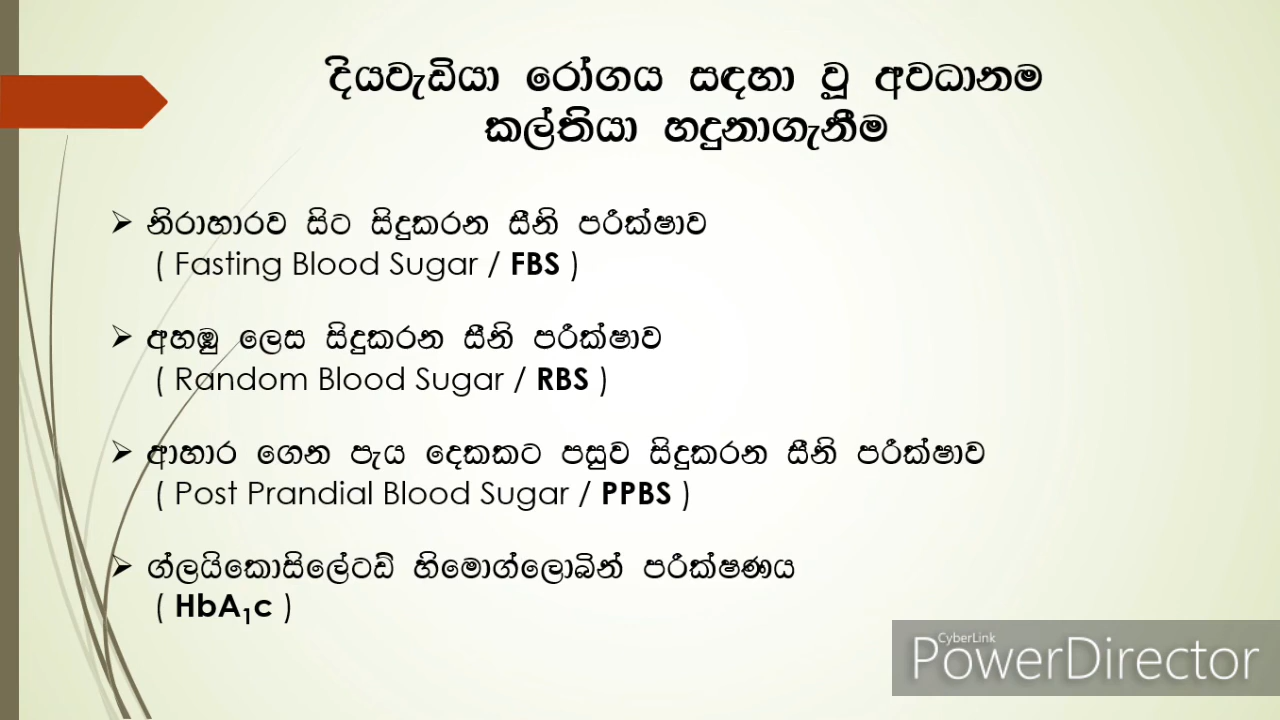 දියවැඩියා රෝගය සඳහා වූ අවධානම
කල්තියා හදුනාගැනීම
➢ නිරාහාරව සිට සිදුකරන සීනි පරීක්ෂාව
( Fasting Blood Sugar / FBS )
➢ අහඹු ලෙස සිදුකරන සීනි පරීක්ෂාව
( Random Blood Sugar / RBS )
➢ ආහාර ගෙන පැය දෙකකට පසුව සිදුකරන සීනි පරීක්ෂාව
( Post Prandial Blood Sugar / PPBS )
➢ ග්ලයිකොසිලේටඩ් හිමොග්ලොබින් පරීක්ෂණය
( HbA₁c )
CyberLink
PowerDirector